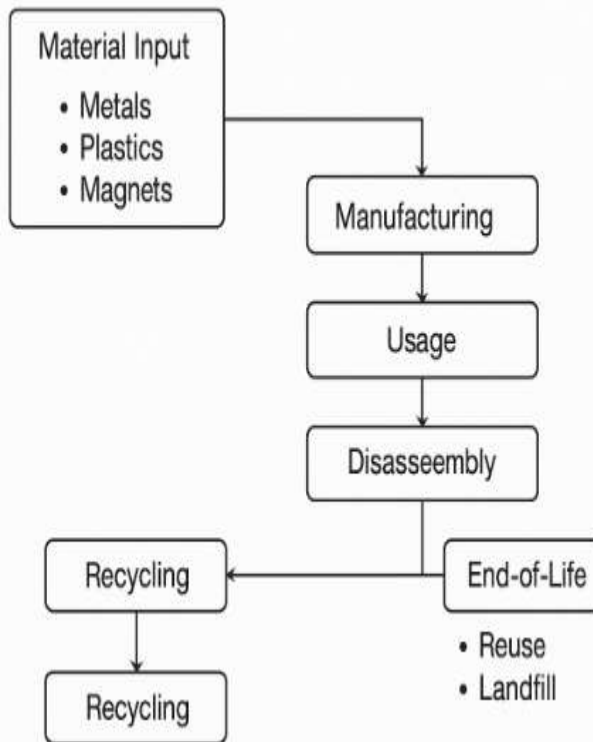 Material Input
• Metals
• Plastics
• Magnets
Manufacturing
Usage
Disasseembly
Recycling
End-of-Life
• Reuse
• Landfill
Recycling